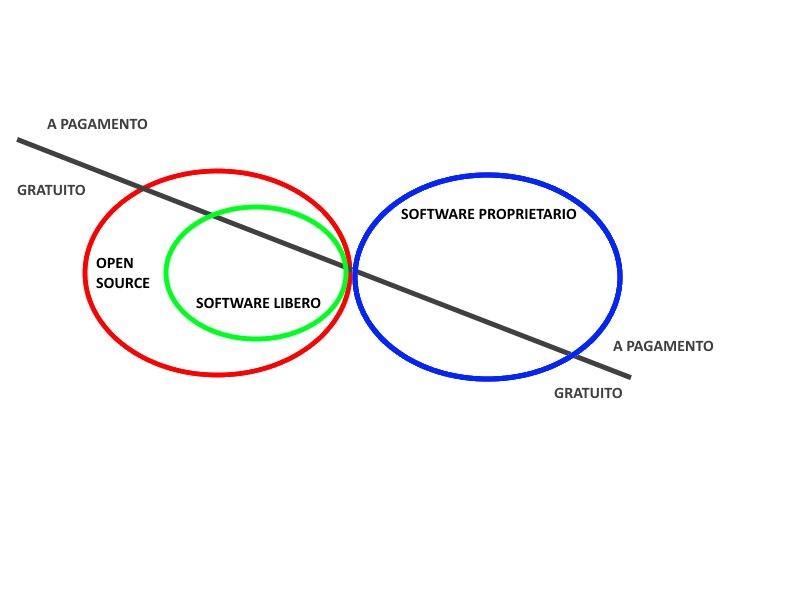 A PAGAMENTO
GRATUITO
SOFTWARE PROPRIETARIO
OPEN
SOURCE
SOFTWARE LIBERO
A PAGAMENTO
GRATUITO